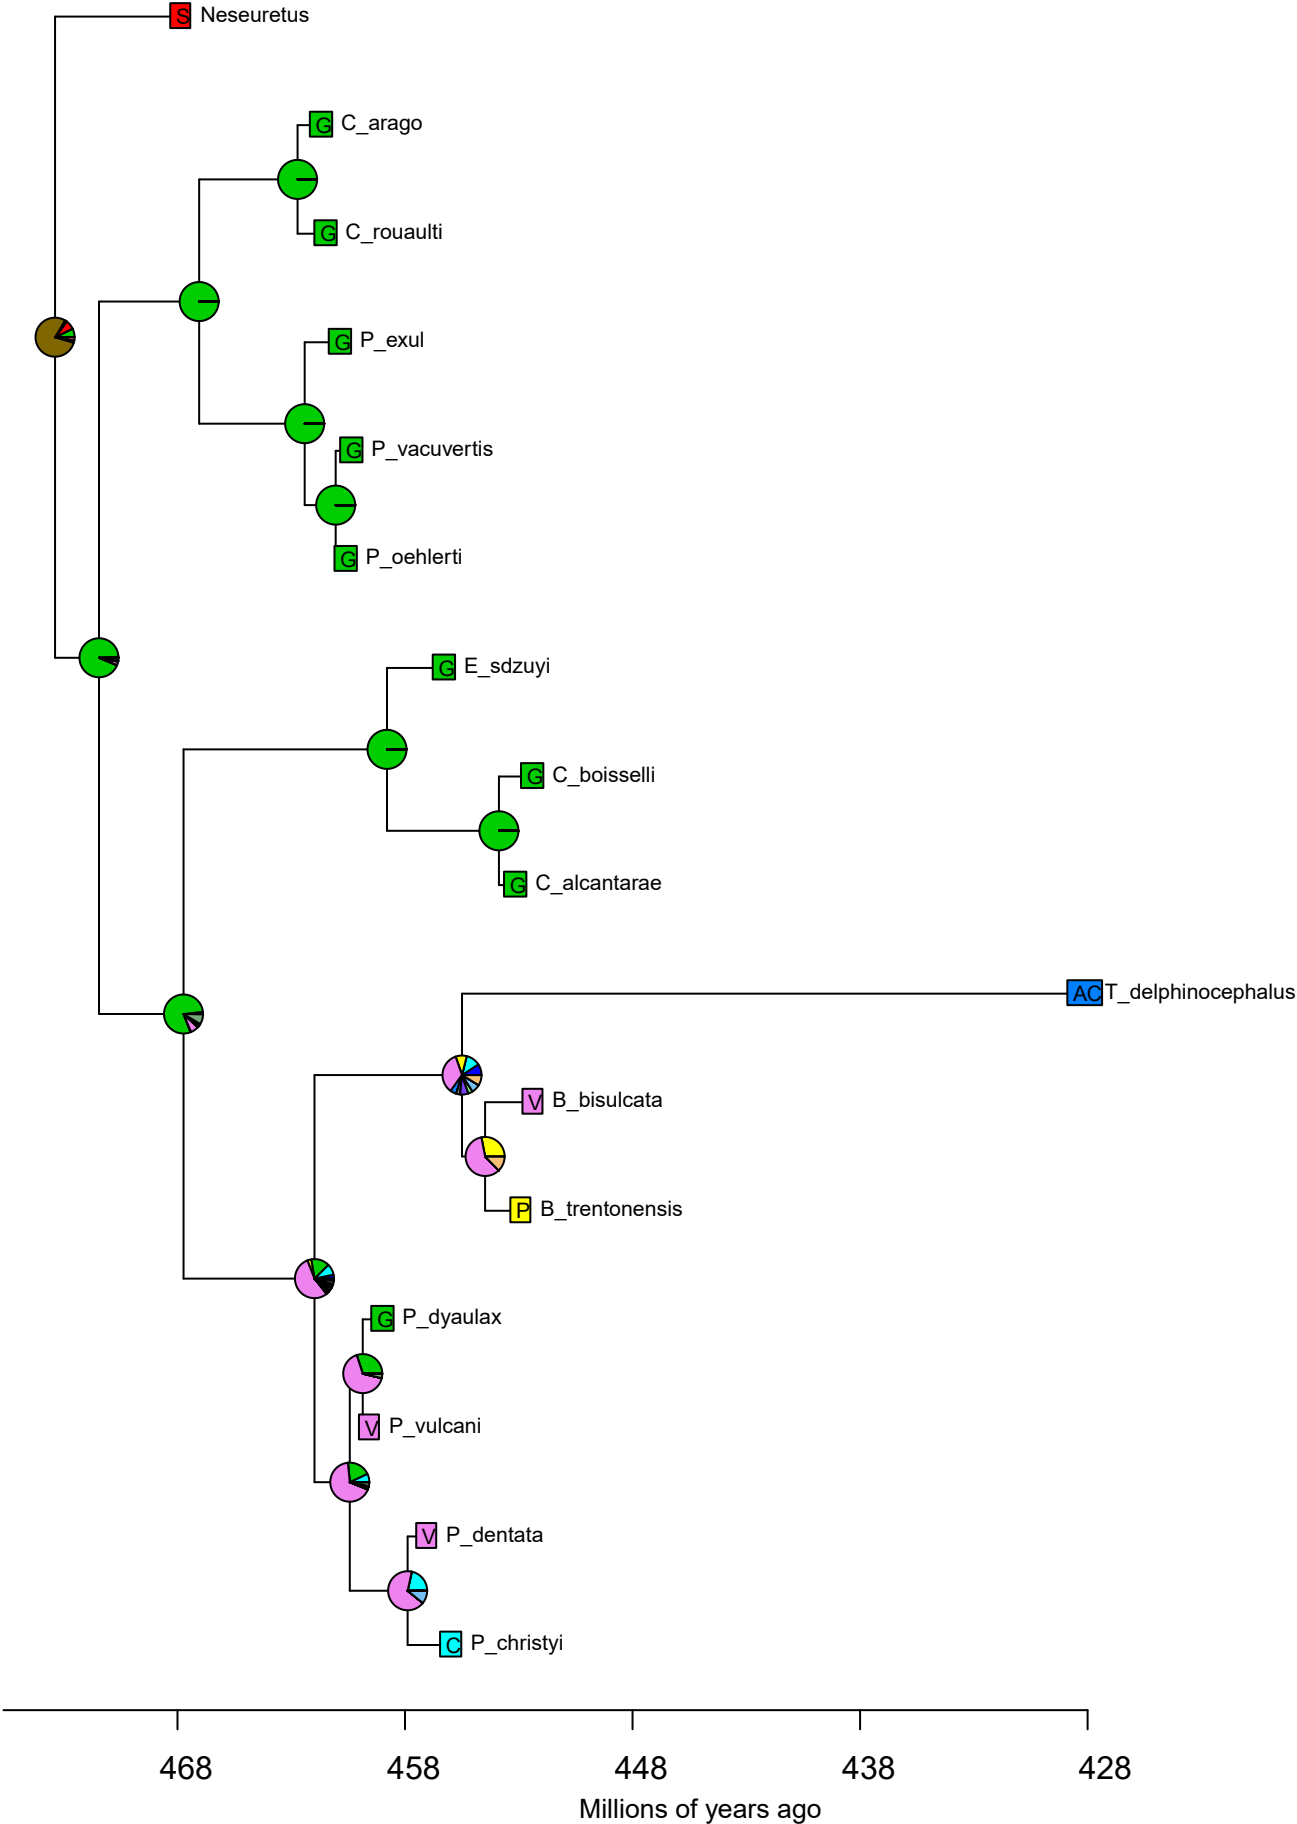 S Neseuretus
G C_arago
G C_rouaulti
G P_exul
G P_vacuvertis
G P_oehlerti
G E_sdzuyi
G C_boisselli
G C_alcantarae
AC T_delphinocephalus
V B_bisulcata
P B_trentonensis
G P_dyaulax
V P_vulcani
V P_dentata
C P_christyi
468 458 448 438 428
Millions of years ago